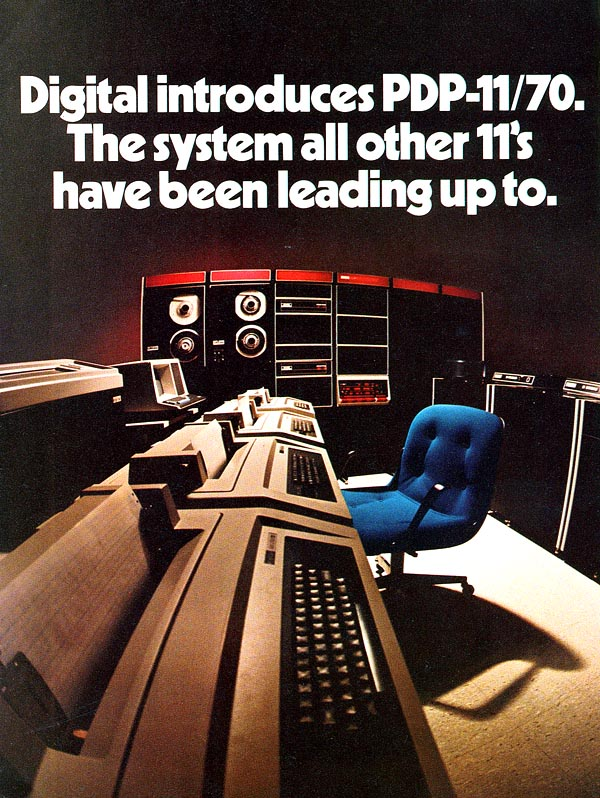 Digital introduces PDP-11/70.
The system all other 11's
have been leading up to.